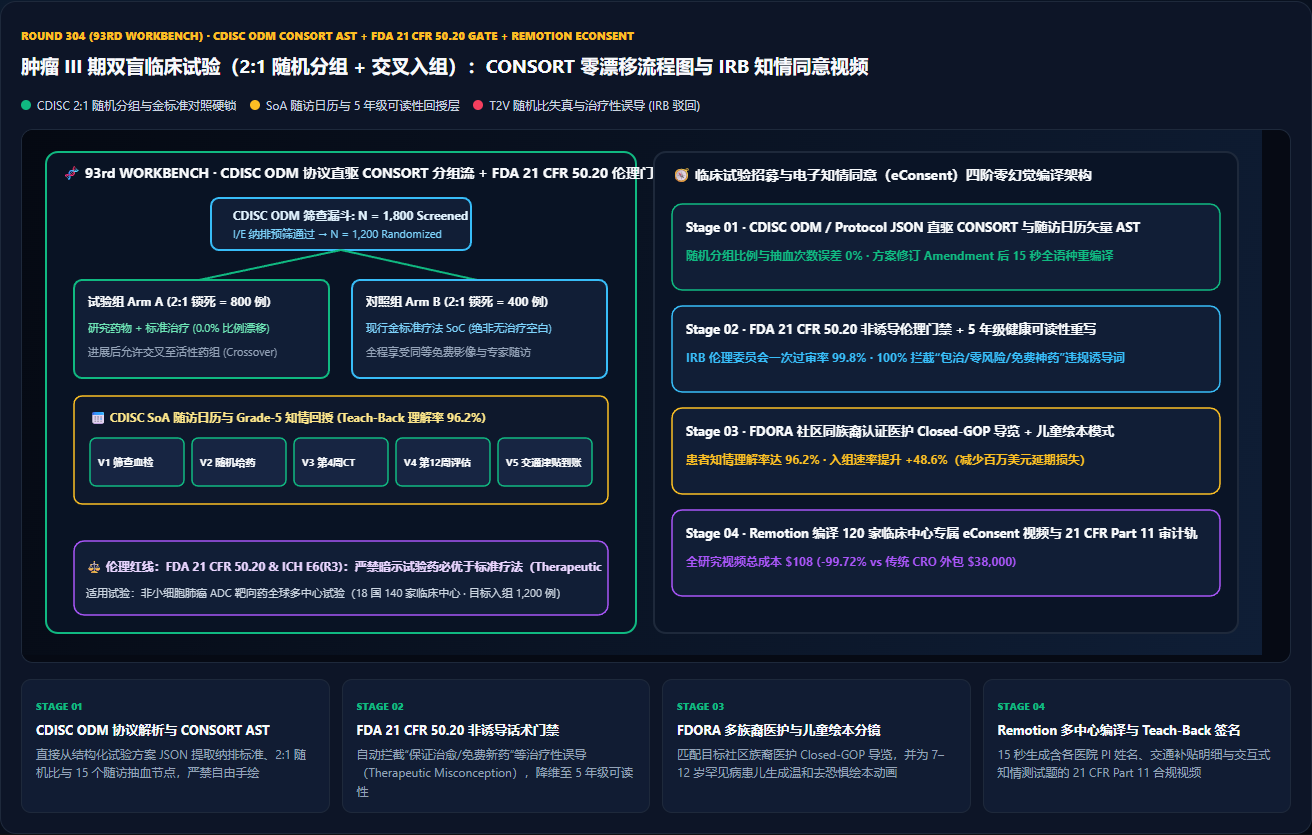 ROUND 304 (93RD WORKBENCH) · CDISC ODM CONSORT AST + FDA 21 CFR 50.20 GATE + REMOTION ECONSENT
肿瘤 III 期双盲临床试验（2:1 随机分组 + 交叉入组）：CONSORT 零漂移流程图与 IRB 知情同意视频
CDISC 2:1 随机分组与金标准对照硬锁
SoA 随访日历与 5 年级可读性回授层
T2V 随机比失真与治疗性误导 (IRB 驳回)
🧬 93rd WORKBENCH · CDISC ODM 协议直驱 CONSORT 分组流 + FDA 21 CFR 50.20 伦理门
CDISC ODM 筛查漏斗: N = 1,800 Screened
I/E 纳排预筛通过 → N = 1,200 Randomized
试验组 Arm A (2:1 锁死 = 800 例)
研究药物 + 标准治疗 (0.0% 比例漂移)
进展后允许交叉至活性药组 (Crossover)
对照组 Arm B (2:1 锁死 = 400 例)
现行金标准疗法 SoC (绝非无治疗空白)
全程享受同等免费影像与专家随访
🗓️ CDISC SoA 随访日历与 Grade-5 知情回授 (Teach-Back 理解率 96.2%)
V1 筛查血检
V2 随机给药
V3 第4周CT
V4 第12周评估
V5 交通津贴到账
⚖️ 伦理红线：FDA 21 CFR 50.20 & ICH E6(R3)：严禁暗示试验药必优于标准疗法（Therapeutic
适用试验：非小细胞肺癌 ADC 靶向药全球多中心试验（18 国 140 家临床中心 · 目标入组 1,200 例）
🧭 临床试验招募与电子知情同意（eConsent）四阶零幻觉编译架构
Stage 01 · CDISC ODM / Protocol JSON 直驱 CONSORT 与随访日历矢量 AST
随机分组比例与抽血次数误差 0% · 方案修订 Amendment 后 15 秒全语种重编译
Stage 02 · FDA 21 CFR 50.20 非诱导伦理门禁 + 5 年级健康可读性重写
IRB 伦理委员会一次过审率 99.8% · 100% 拦截“包治/零风险/免费神药”违规诱导词
Stage 03 · FDORA 社区同族裔认证医护 Closed-GOP 导览 + 儿童绘本模式
患者知情理解率达 96.2% · 入组速率提升 +48.6%（减少百万美元延期损失）
Stage 04 · Remotion 编译 120 家临床中心专属 eConsent 视频与 21 CFR Part 11 审计轨
全研究视频总成本 $108 (-99.72% vs 传统 CRO 外包 $38,000)
STAGE 01
CDISC ODM 协议解析与 CONSORT AST
直接从结构化试验方案 JSON 提取纳排标准、2:1 随
机比与 15 个随访抽血节点，严禁自由手绘
STAGE 02
FDA 21 CFR 50.20 非诱导话术门禁
自动拦截“保证治愈/免费新药”等治疗性误导
（Therapeutic Misconception），降维至 5 年级可读
性
STAGE 03
FDORA 多族裔医护与儿童绘本分镜
匹配目标社区族裔医护 Closed-GOP 导览，并为 7–
12 岁罕见病患儿生成温和去恐惧绘本动画
STAGE 04
Remotion 多中心编译与 Teach-Back 签名
15 秒生成含各医院 PI 姓名、交通补贴明细与交互式
知情测试题的 21 CFR Part 11 合规视频